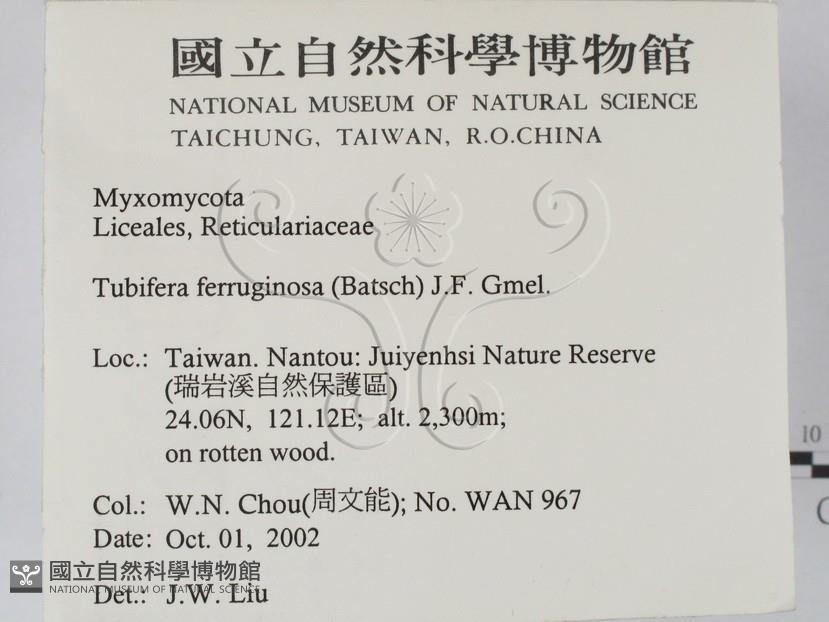 國立自然科學博物館
NATIONAL MUSEUM OF NATURAL SCIENCE
TAICHUNG, TAIWAN, R.O.CHINA
Myxomycota
Liceales, Reticulariaceae
Tubifera ferruginosa (Batsch) J.F. Gmel.
Loc.: Taiwan. Nantou: Juiyenhsi Nature Reserve
(瑞岩溪自然保護區)
24.06N, 121.12E; alt. 2,300m;
on rotten wood.
Col.: W.N. Chou(周文能); No. WAN 967
Date: Oct. 01, 2002
Det.: J.W. Liu
國立自然科學博物館
NATIONAL MUSEUM OF NATURAL SCIENCE
10